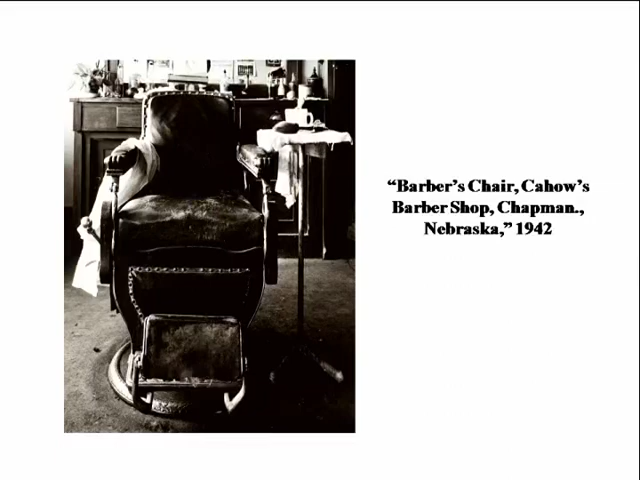 “Barber’s Chair, Cahow’s
Barber Shop, Chapman.,
Nebraska,” 1942